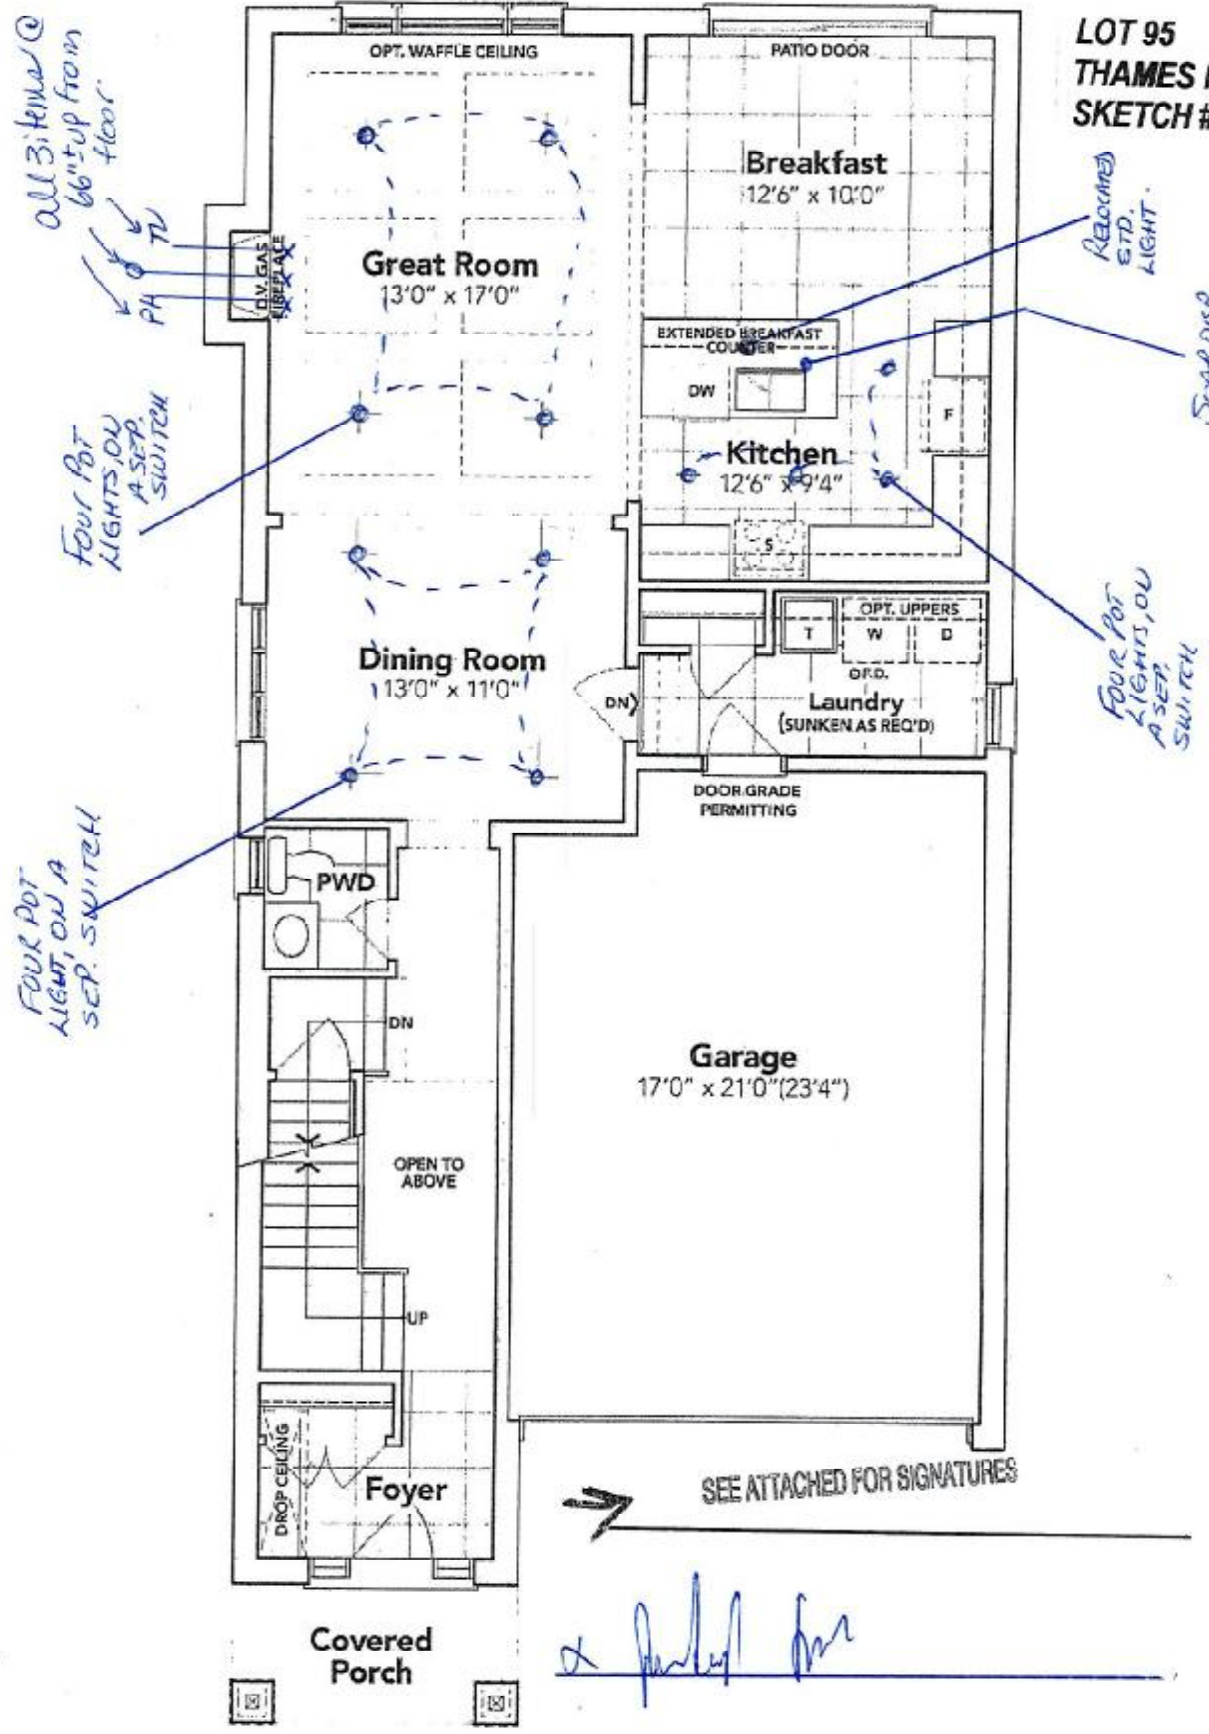 LOT 95
THAMES
SKETCH #
OPT. WAFFLE CEILING
PATIO DOOR
all 3 items @
66"± up from
floor.
TV
PH
D.V. GAS
FIREPLACE
Great Room
13'0" x 17'0"
Breakfast
12'6" x 10'0"
RELOCATED
STD.
LIGHT.
EXTENDED BREAKFAST
COUNTER
DW
F
Kitchen
12'6" x 9'4"
S
FOUR POT
LIGHTS, ON
A SEP.
SWITCH
FOUR POT
LIGHTS, ON
A SEP.
SWITCH
Dining Room
13'0" x 11'0"
OPT. UPPERS
T
W
D
O.F.D.
DN
Laundry
(SUNKEN AS REQ'D)
DOOR GRADE
PERMITTING
FOUR POT
LIGHT, ON A
SEP. SWITCH
PWD
DN
Garage
17'0" x 21'0"(23'4")
OPEN TO
ABOVE
UP
DROP CEILING
Foyer
SEE ATTACHED FOR SIGNATURES
Covered
Porch
x